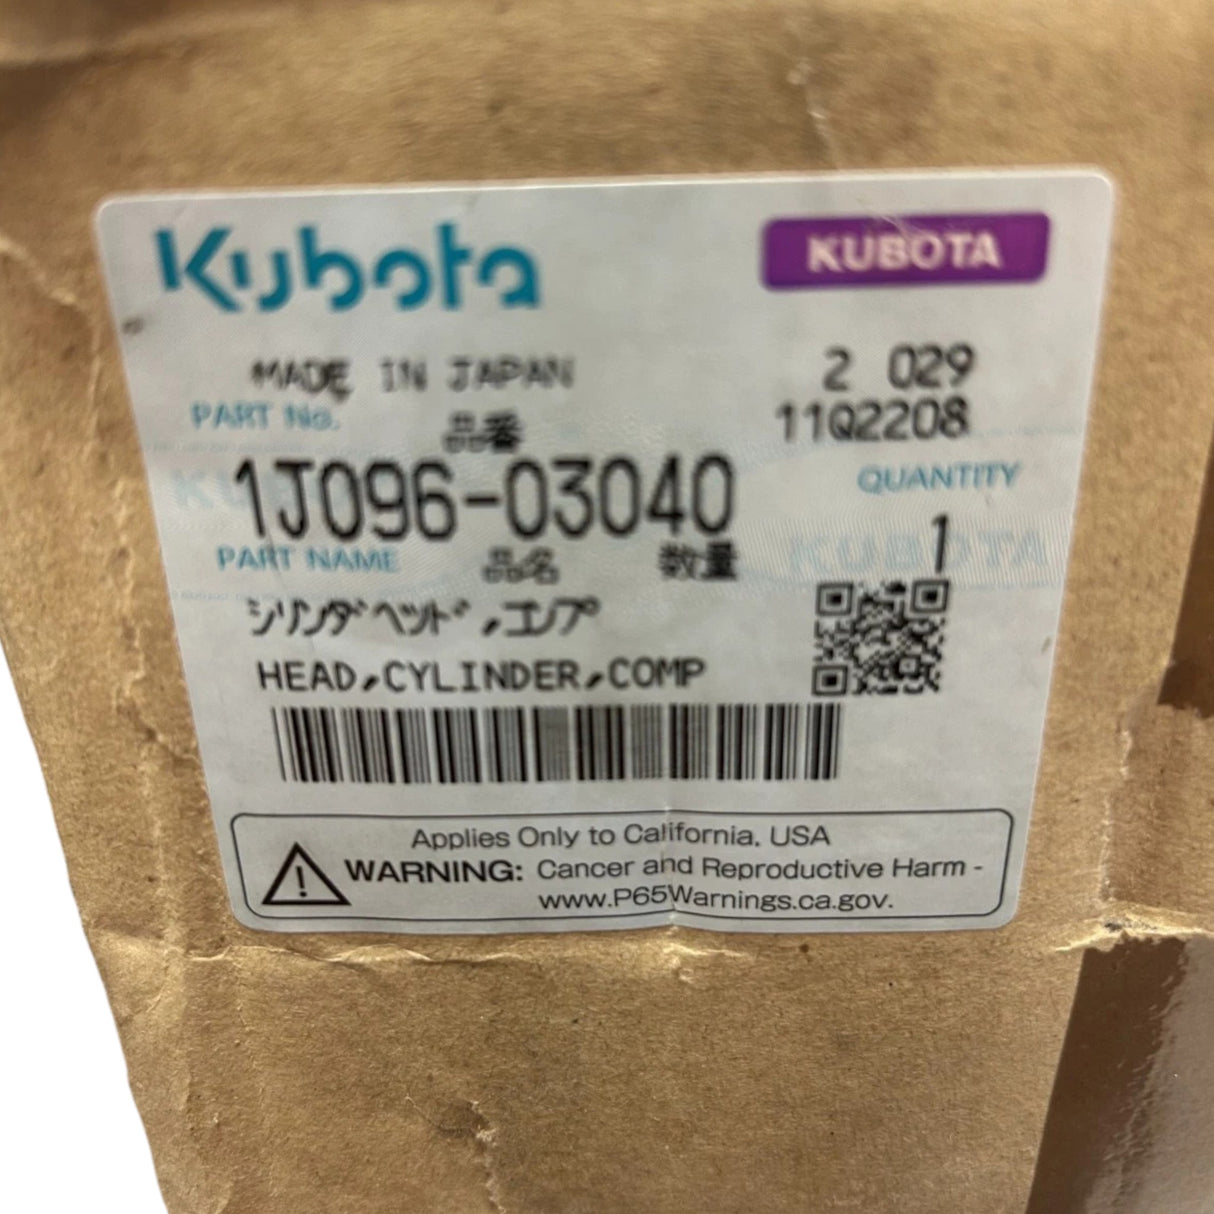 Kubota
KUBOTA
MADE IN JAPAN
2 029
PART No.
品番
11Q2208
1J096-03040
QUANTITY
1
PART NAME
品名
数量
KUBOTA
シリンダヘッド,コンプ
HEAD,CYLINDER,COMP
Applies Only to California, USA
WARNING: Cancer and Reproductive Harm -
www.P65Warnings.ca.gov.